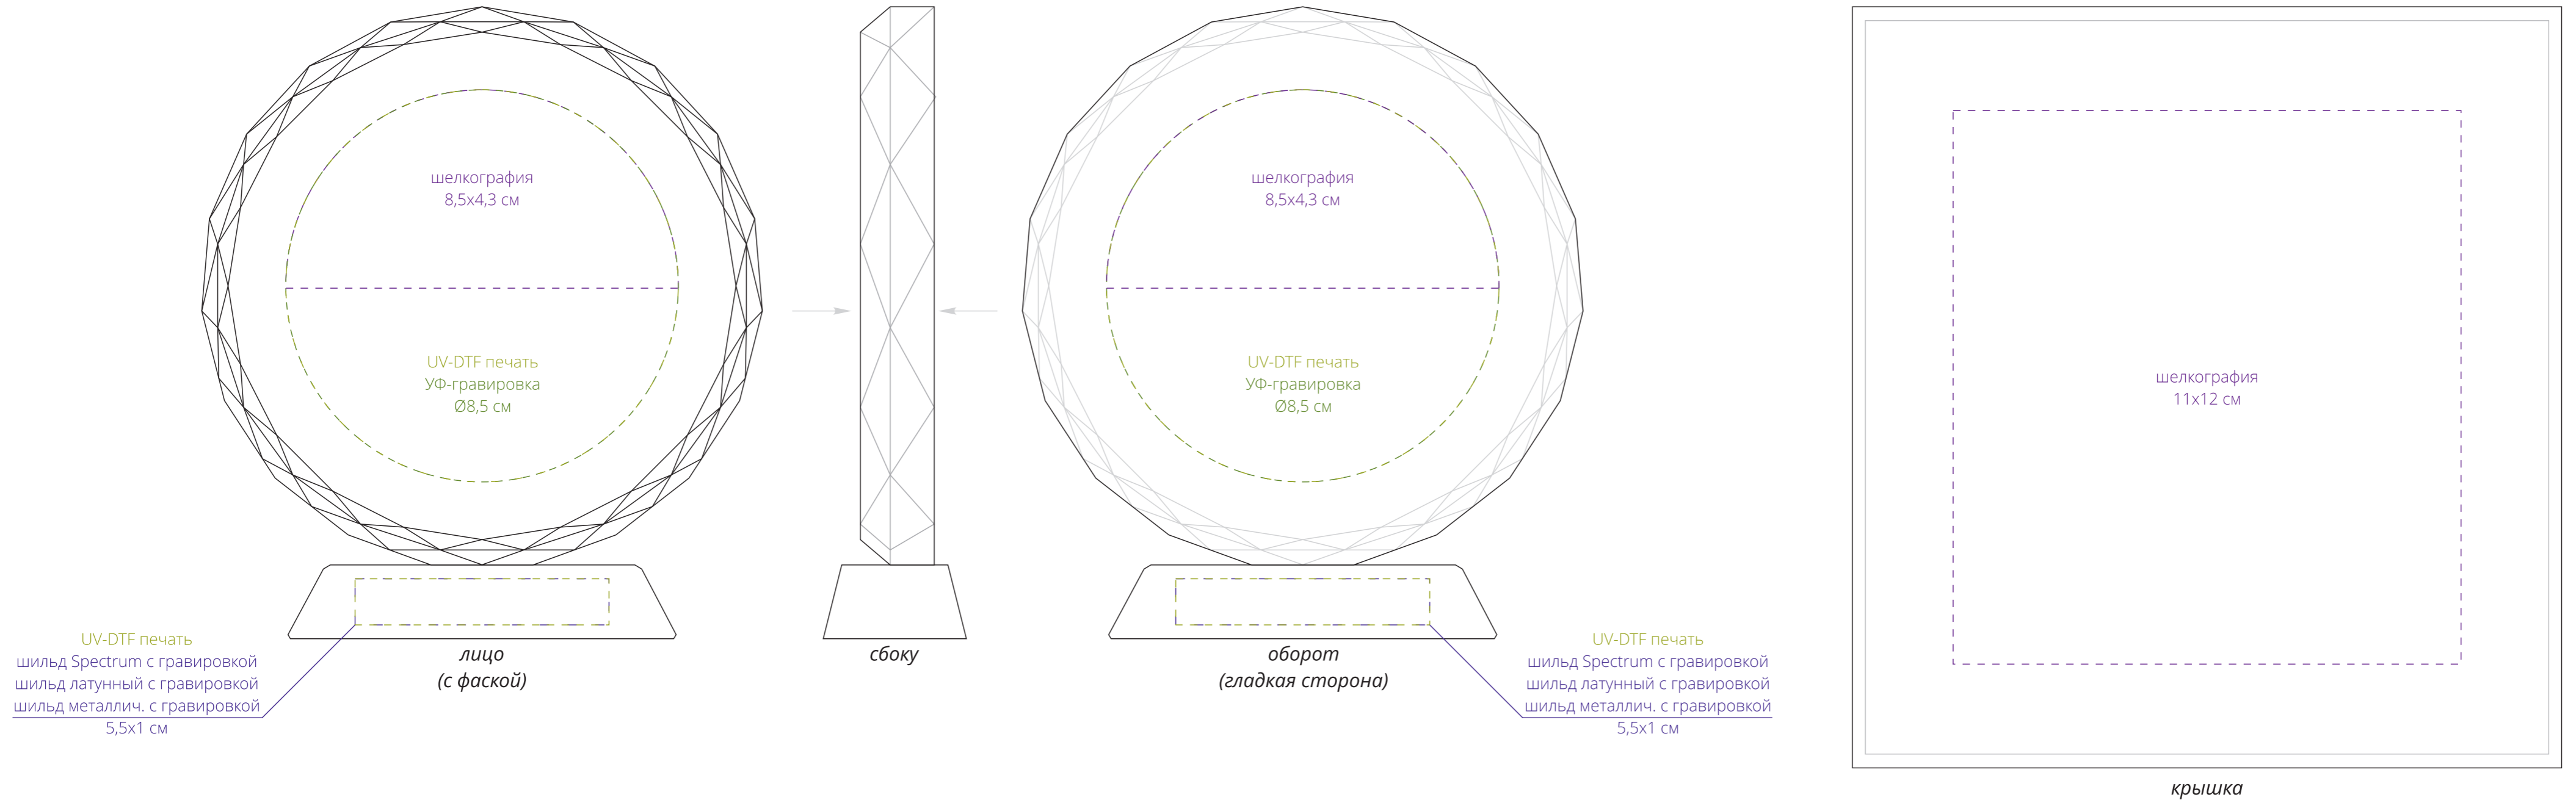 шелкография
8,5х4,3 см
UV-DTF печать
УФ-гравировка
Ø8,5 см
UV-DTF печать
шильд Spectrum с гравировкой
шильд латунный с гравировкой
шильд металлич. с гравировкой
5,5х1 см
лицо
(с фаской)
сбоку
шелкография
8,5х4,3 см
UV-DTF печать
УФ-гравировка
Ø8,5 см
оборот
(гладкая сторона)
UV-DTF печать
шильд Spectrum с гравировкой
шильд латунный с гравировкой
шильд металлич. с гравировкой
5,5х1 см
шелкография
11х12 см
крышка